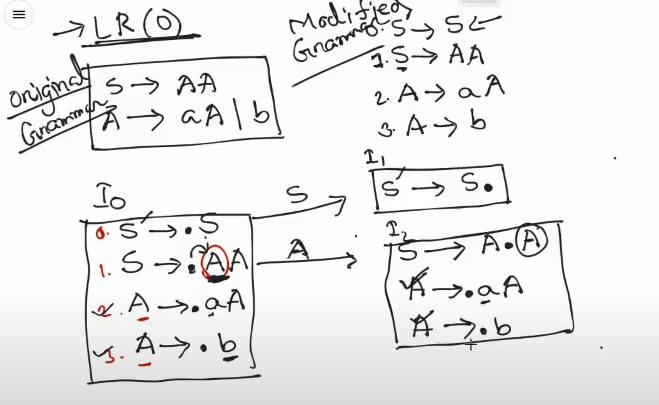 → LR(0)
Original Grammar
S → AA
A → aA | b
Modified Grammar
0. S' → S
1. S → AA
2. A → aA
3. A → b
I0
0. S' → .S
1. S → .AA
2. A → .aA
3. A → .b
S
A
I1
S' → S.
I2
S → A.A
A → .aA
A → .b